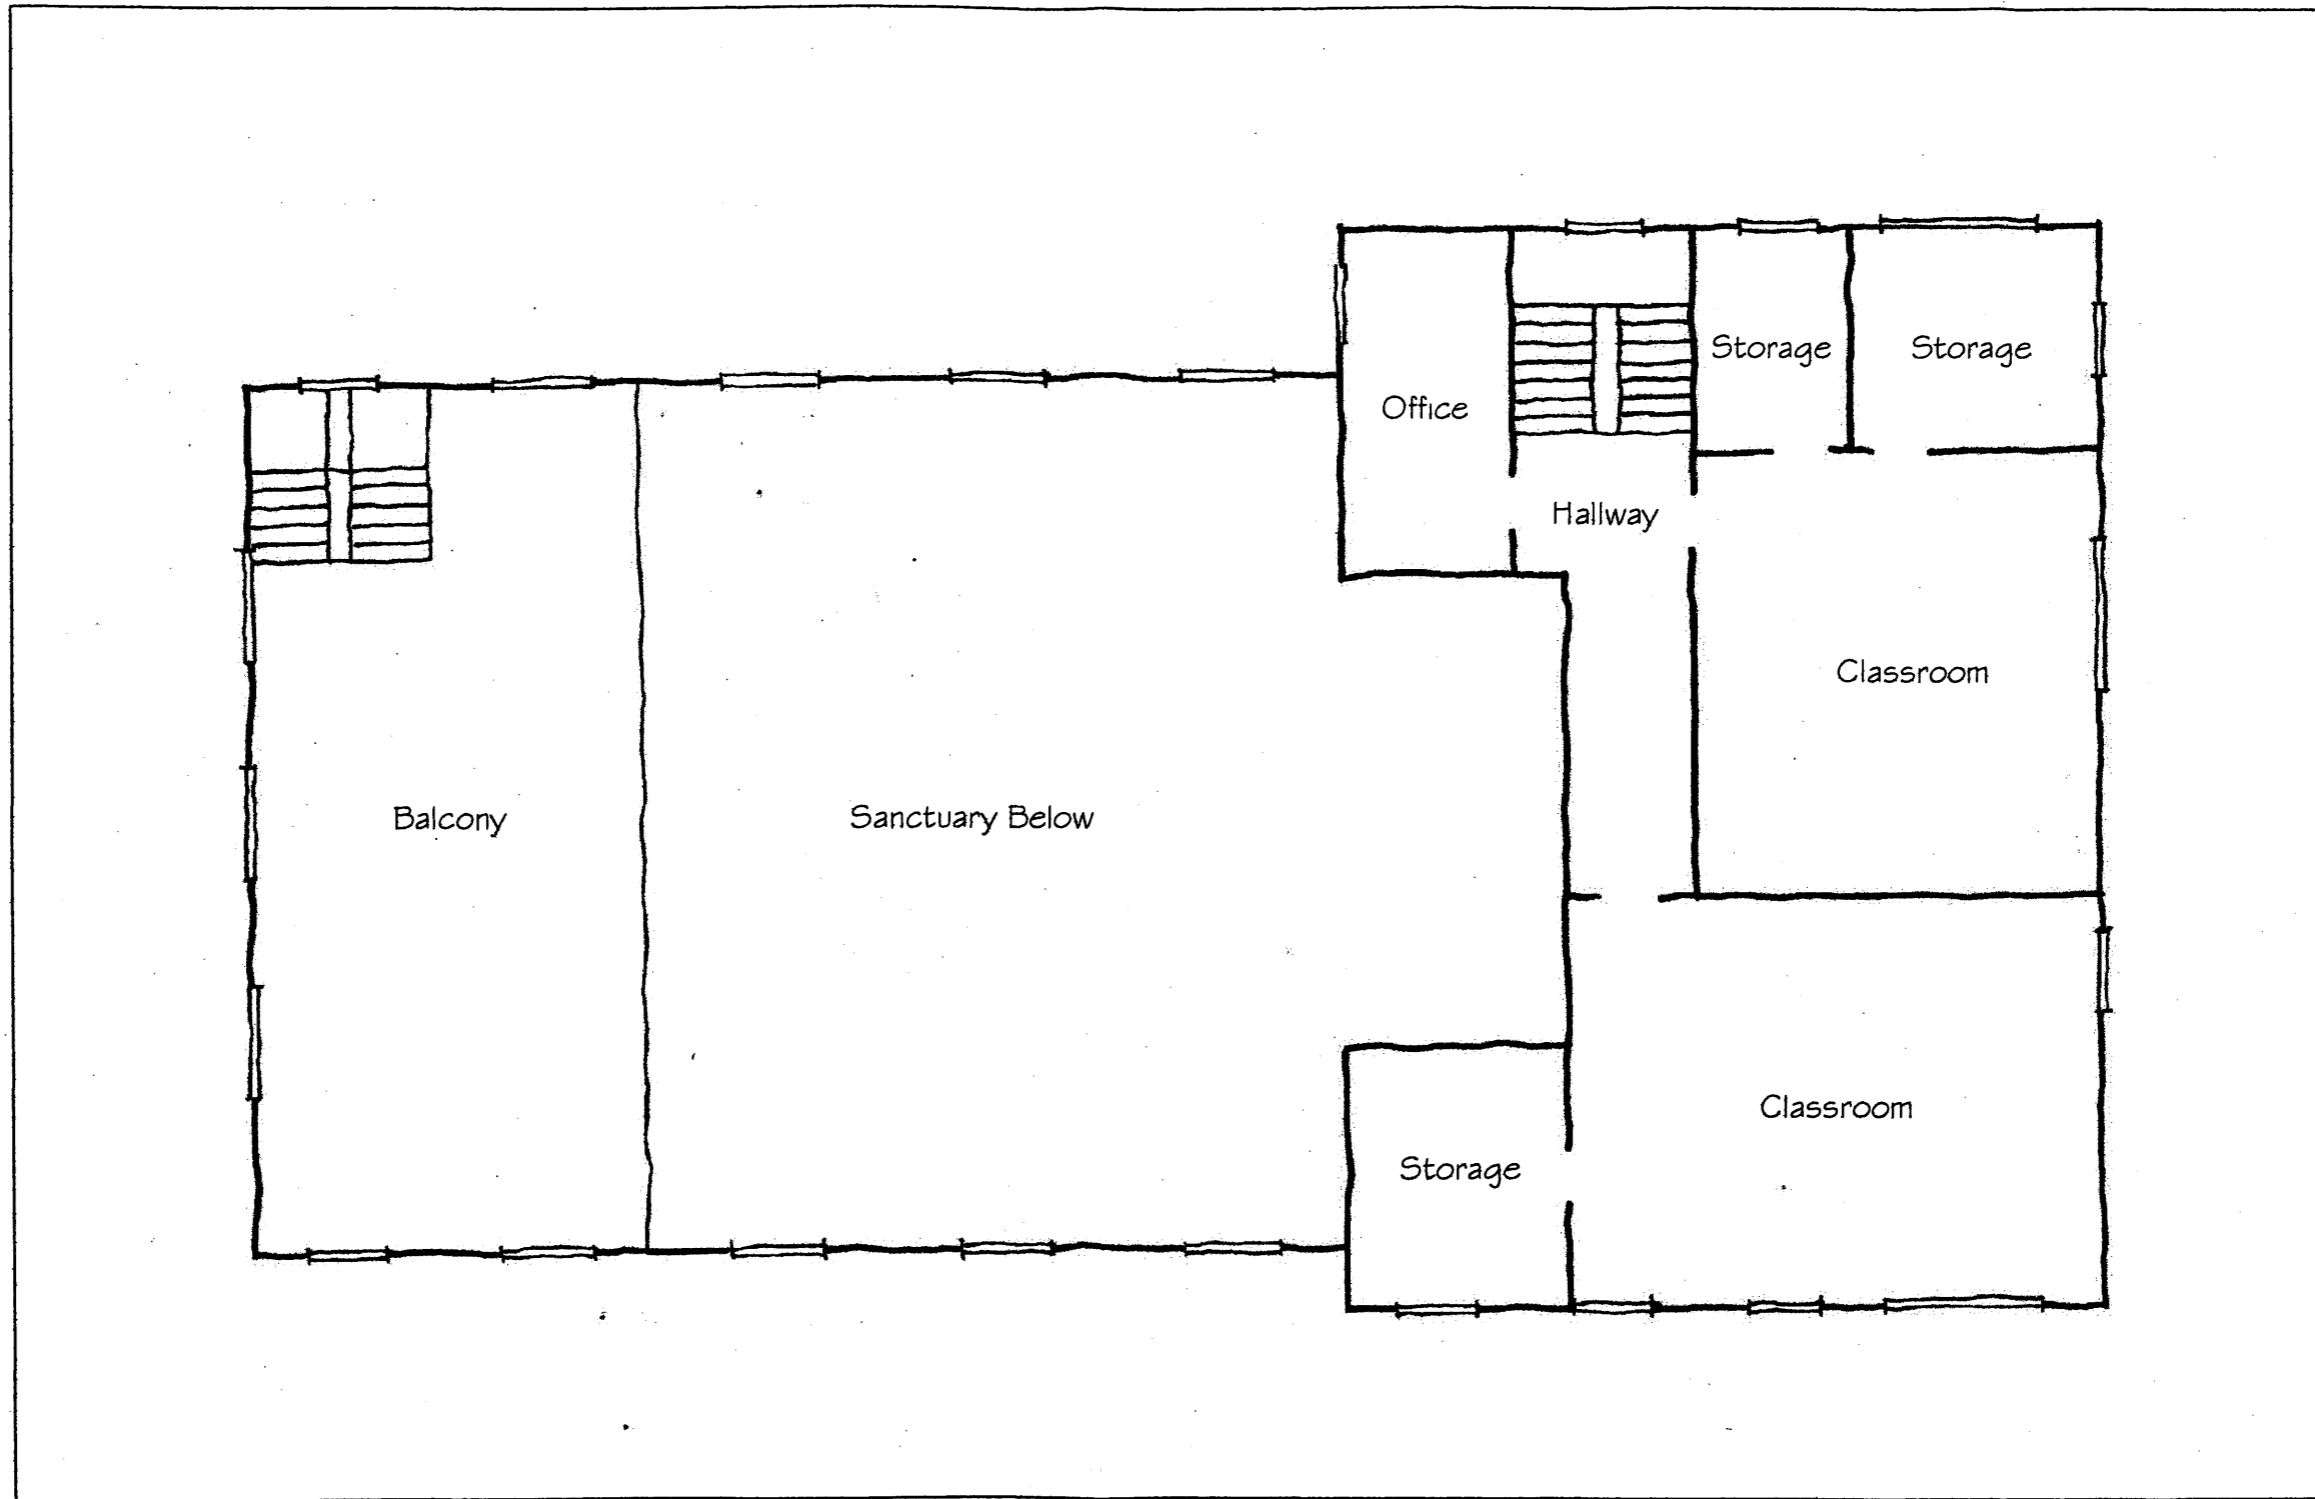 Storage
Storage
Office
Hallway
Classroom
Balcony
Sanctuary Below
Classroom
Storage